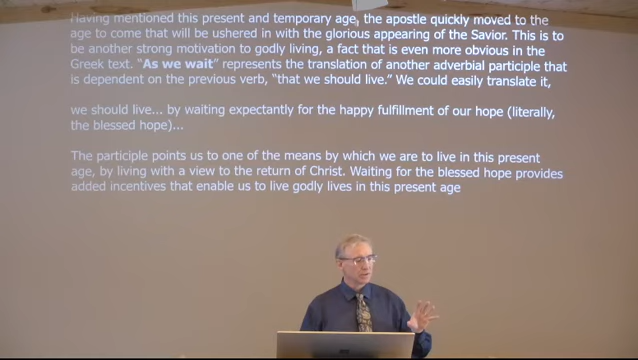 Having mentioned this present and temporary age, the apostle quickly moved to the
age to come that will be ushered in with the glorious appearing of the Savior. This is to
be another strong motivation to godly living, a fact that is even more obvious in the
Greek text. “As we wait” represents the translation of another adverbial participle that
is dependent on the previous verb, “that we should live.” We could easily translate it,
we should live... by waiting expectantly for the happy fulfillment of our hope (literally,
the blessed hope)...
The participle points us to one of the means by which we are to live in this present
age, by living with a view to the return of Christ. Waiting for the blessed hope provides
added incentives that enable us to live godly lives in this present age